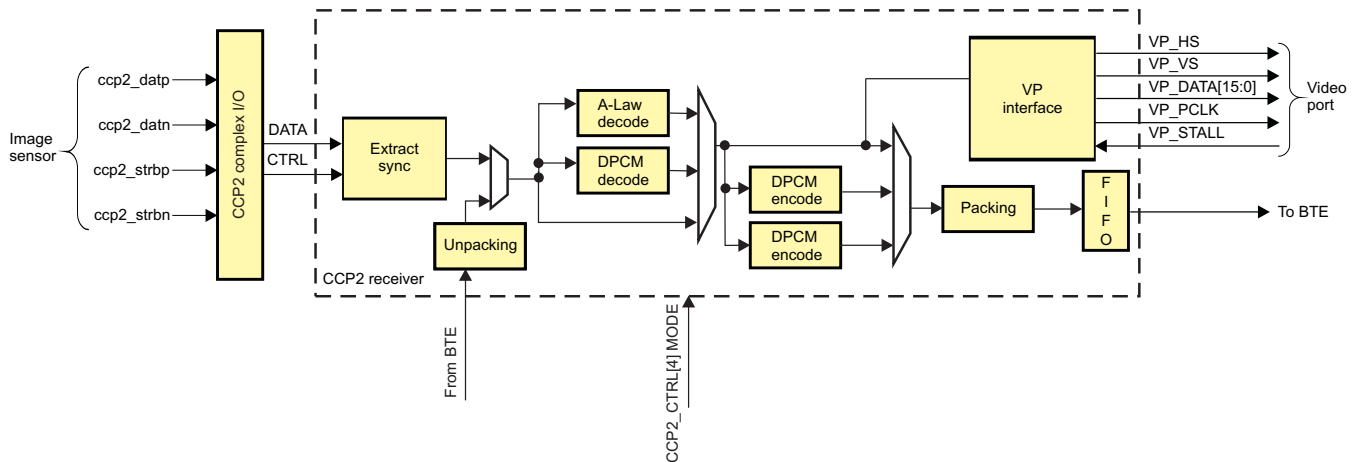 Image
sensor
ccp2_datp
ccp2_datn
ccp2_strbp
ccp2_strbn
CCP2 complex I/O
DATA
CTRL
Extract
sync
Unpacking
CCP2 receiver
From BTE
A-Law
decode
DPCM
decode
DPCM
encode
DPCM
encode
CCP2_CTRL[4] MODE
VP
interface
Packing
FIFO
VP_HS
VP_VS
VP_DATA[15:0]
VP_PCLK
VP_STALL
Video
port
To BTE